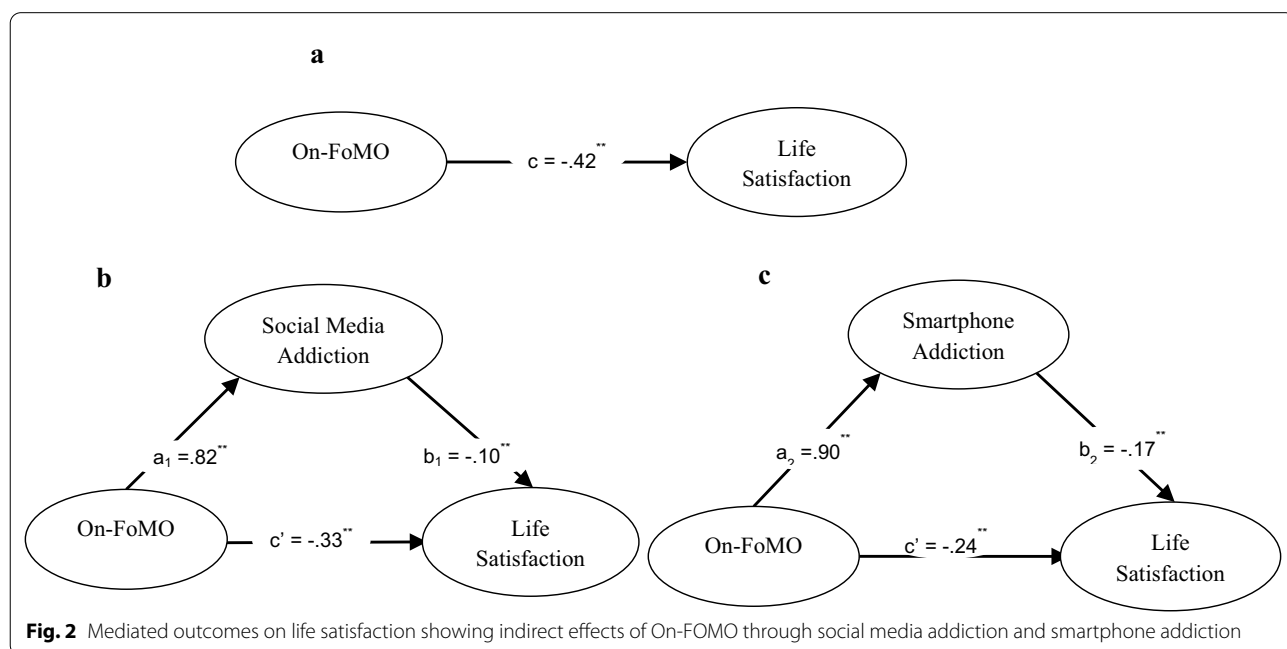 a
On-FoMO
c = -.42**
Life
Satisfaction
b
Social Media
Addiction
a₁ =.82**
b₁ = -.10**
On-FoMO
c' = -.33**
Life
Satisfaction
c
Smartphone
Addiction
a₂ =.90**
b₂ = -.17**
On-FoMO
c' = -.24**
Life
Satisfaction
Fig. 2 Mediated outcomes on life satisfaction showing indirect effects of On-FOMO through social media addiction and smartphone addiction